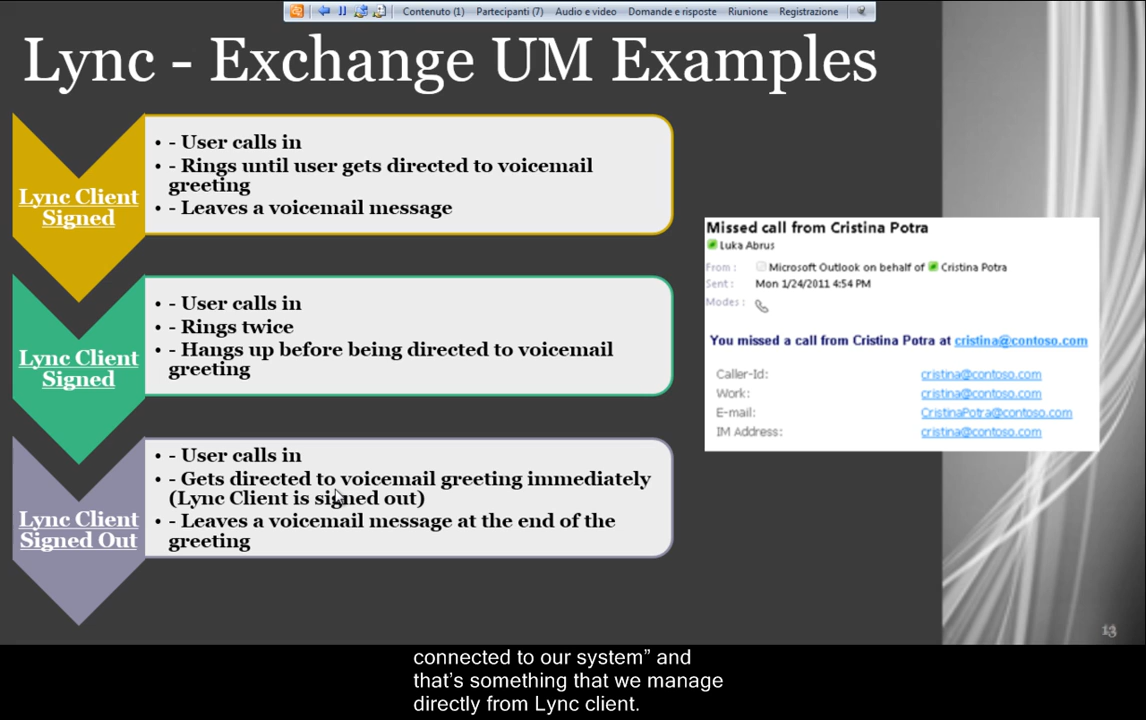 Contenuto (1) Partecipanti (7) Audio e video Domande e risposte Riunione Registrazione
Lync - Exchange UM Examples
Lync Client
Signed
• - User calls in
• - Rings until user gets directed to voicemail
greeting
• - Leaves a voicemail message
Lync Client
Signed
• - User calls in
• - Rings twice
• - Hangs up before being directed to voicemail
greeting
Lync Client
Signed Out
• - User calls in
• - Gets directed to voicemail greeting immediately
(Lync Client is signed out)
• - Leaves a voicemail message at the end of the
greeting
Missed call from Cristina Potra
Luka Abrus
From : Microsoft Outlook on behalf of Cristina Potra
Sent : Mon 1/24/2011 4:54 PM
Modes :
You missed a call from Cristina Potra at cristina@contoso.com
Caller-Id: cristina@contoso.com
Work: cristina@contoso.com
E-mail: CristinaPotra@contoso.com
IM Address: cristina@contoso.com
13
connected to our system” and
that’s something that we manage
directly from Lync client.